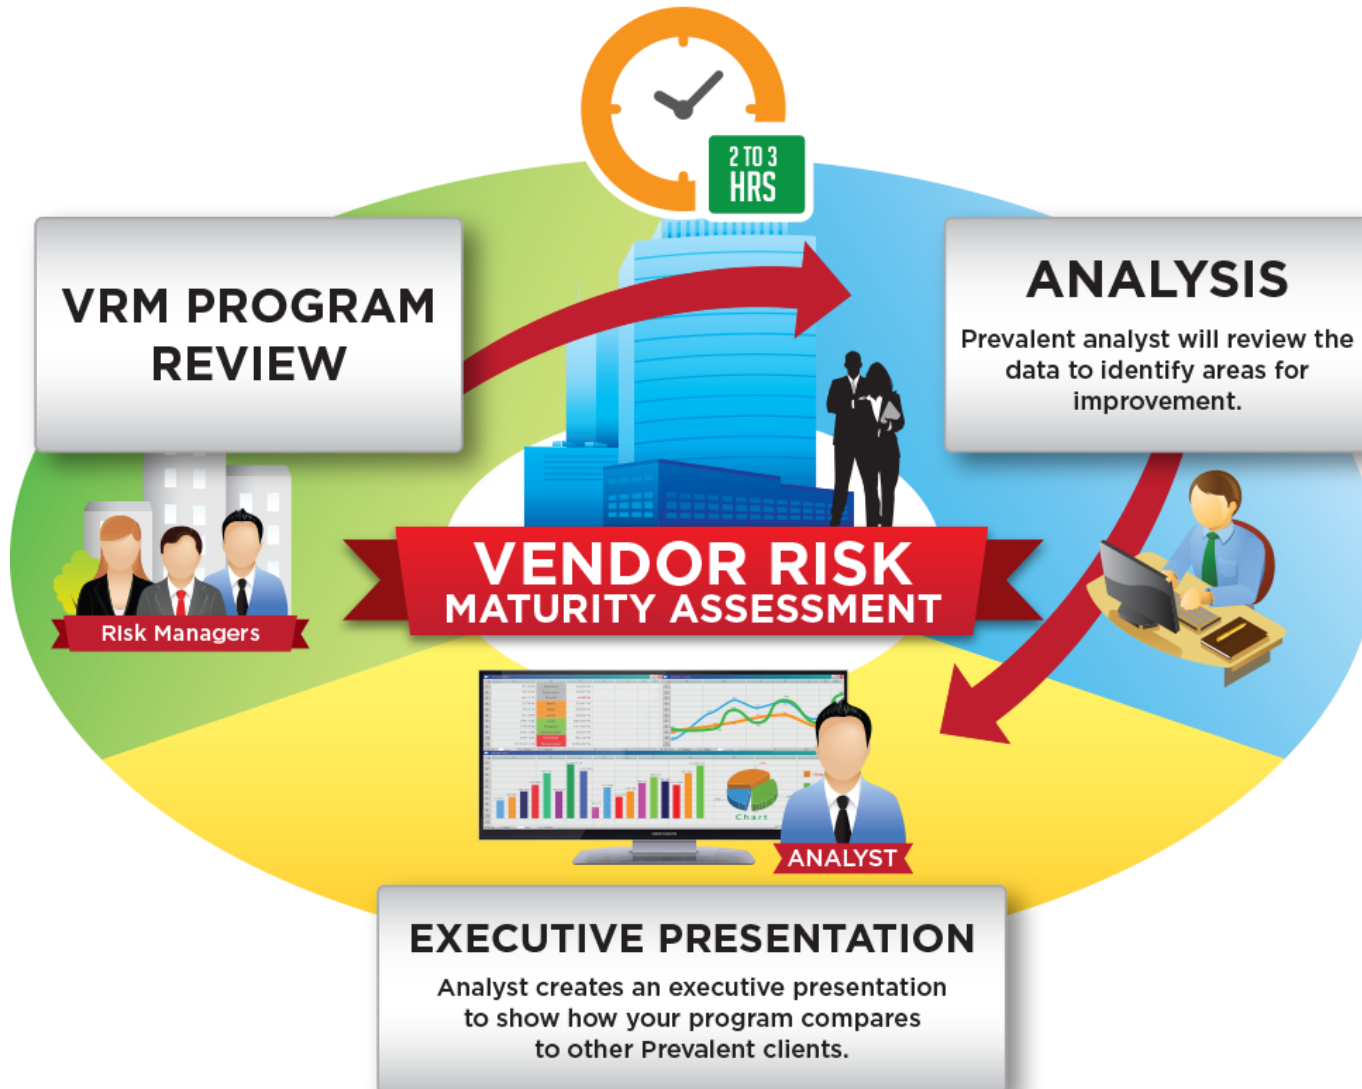 2 TO 3
HRS
VRM PROGRAM
REVIEW
ANALYSIS
Prevalent analyst will review the
data to identify areas for
improvement.
RIsk Managers
VENDOR RISK
MATURITY ASSESSMENT
Chart
ANALYST
EXECUTIVE PRESENTATION
Analyst creates an executive presentation
to show how your program compares
to other Prevalent clients.